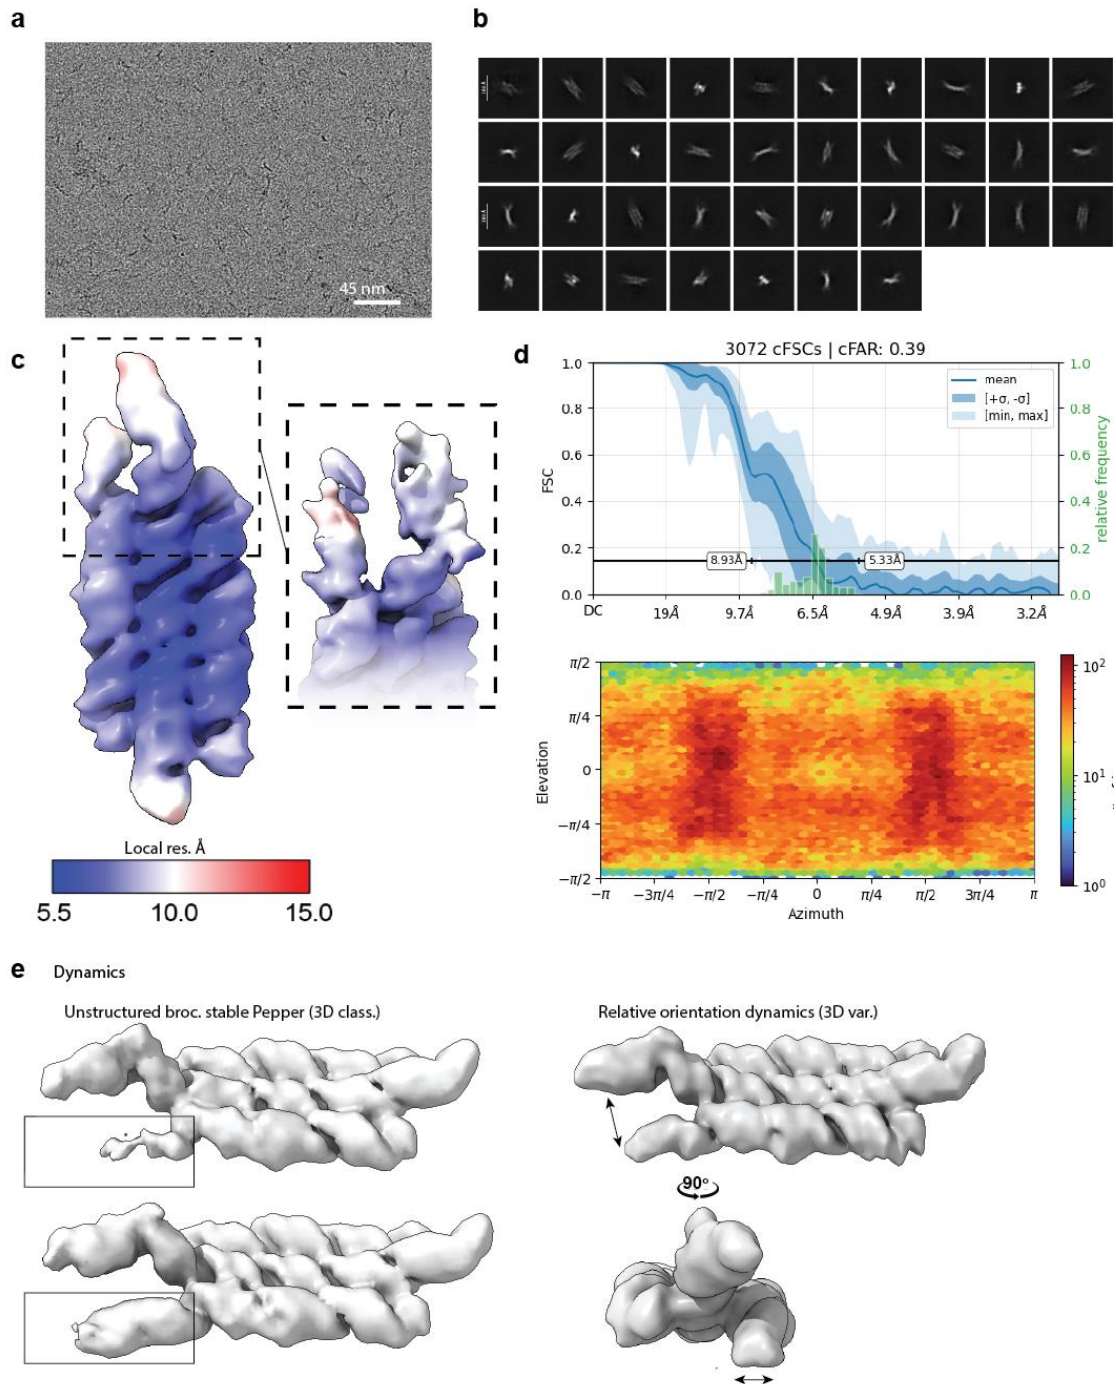 a
45 nm
b
c
Local res. Å
5.5 10.0 15.0
d
3072 cFSCs | cFAR: 0.39
mean
[+σ, -σ]
[min, max]
FSC
1.0
0.8
0.6
0.4
0.2
0.0
1.0
0.8
0.6
0.4
0.2
0.0
relative frequency
8.93Å
5.33Å
DC 19Å 9.7Å 6.5Å 4.9Å 3.9Å 3.2Å
Elevation
π/2
π/4
0
−π/4
−π/2
−π −3π/4 −π/2 −π/4 0 π/4 π/2 3π/4 π
Azimuth
10²
10¹
10⁰
e Dynamics
Unstructured broc. stable Pepper (3D class.)
Relative orientation dynamics (3D var.)
90°